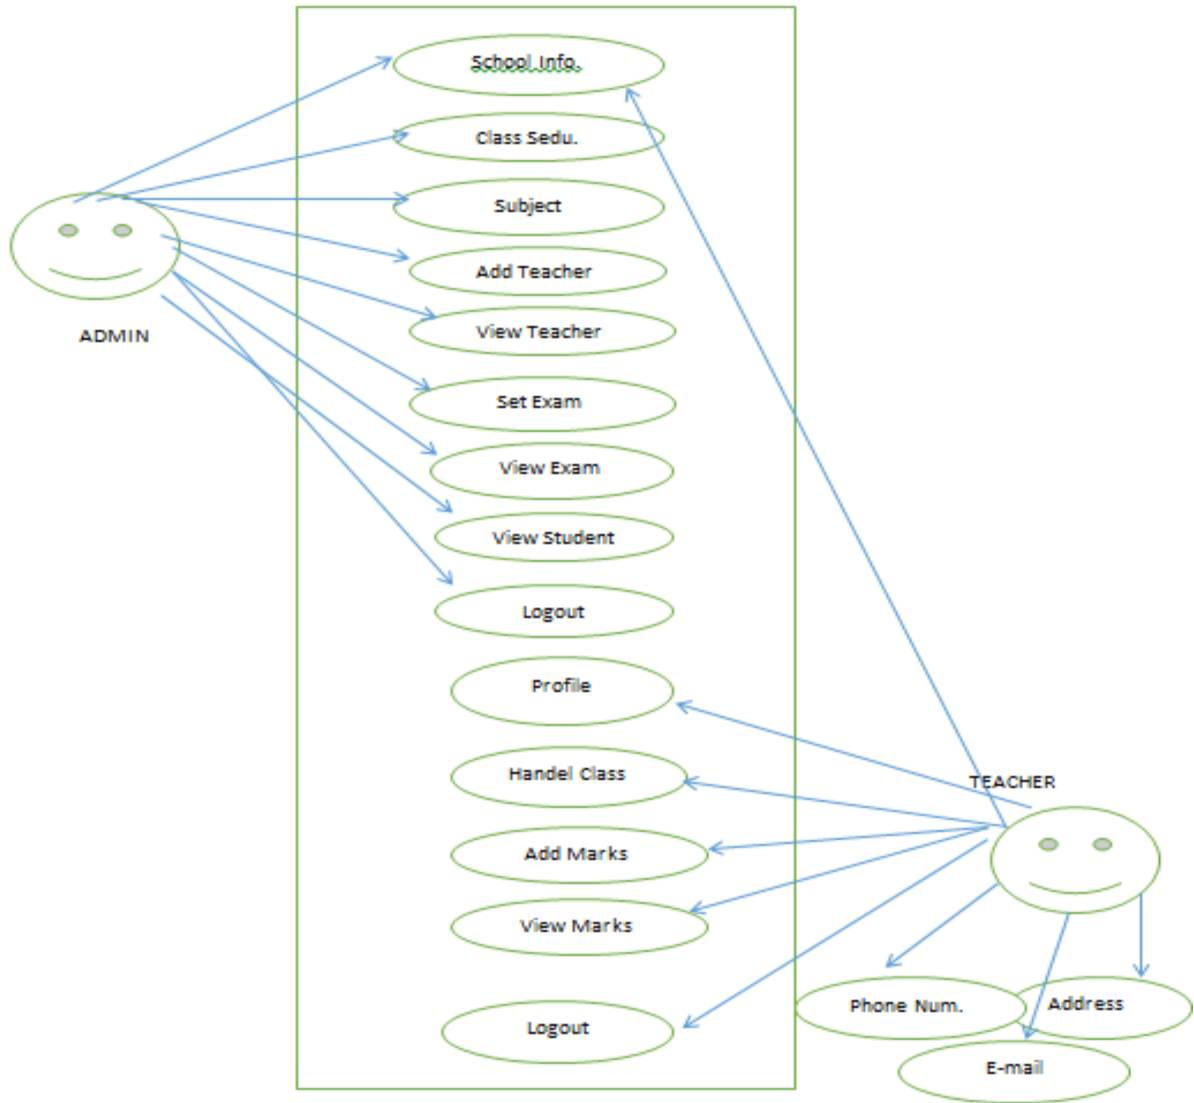 School Info.
Class Sedu.
Subject
Add Teacher
View Teacher
ADMIN
Set Exam
View Exam
View Student
Logout
Profile
Handel Class
TEACHER
Add Marks
View Marks
Logout
Phone Num.
Address
E-mail